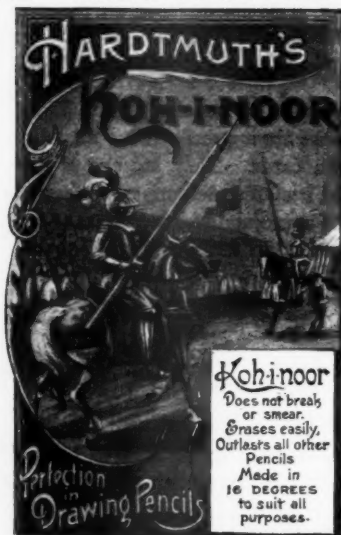 HARDTMUTH'S
KOH-I-NOOR
Koh-i-noor
Does not break
or smear.
Erases easily,
Outlasts all other
Pencils
Made in
16 DEGREES
to suit all
purposes.
Perfection
in
Drawing Pencils